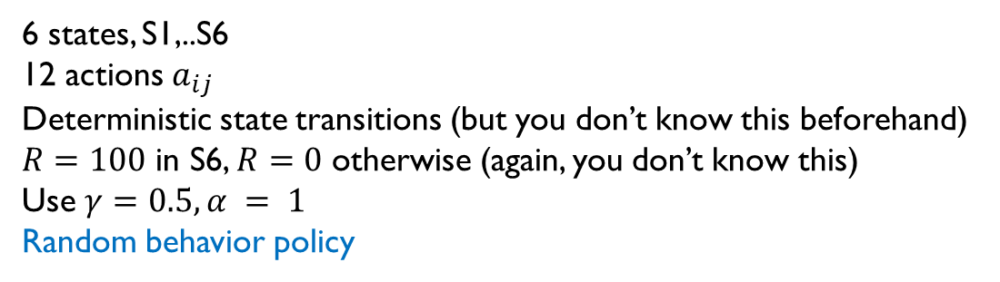 6 states, S1,..S6
12 actions $a_{ij}$
Deterministic state transitions (but you don't know this beforehand)
$R = 100$ in S6, $R = 0$ otherwise (again, you don't know this)
Use $\gamma = 0.5, \alpha = 1$
Random behavior policy